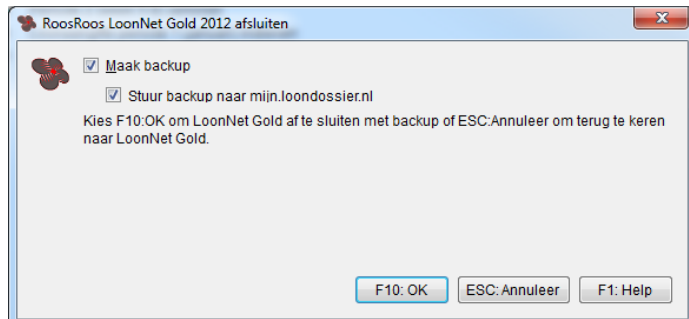 RoosRoos LoonNet Gold 2012 afsluiten
Maak backup
Stuur backup naar mijn.loondossier.nl
Kies F10:OK om LoonNet Gold af te sluiten met backup of ESC:Annuleer om terug te keren
naar LoonNet Gold.
F10: OK ESC: Annuleer F1: Help